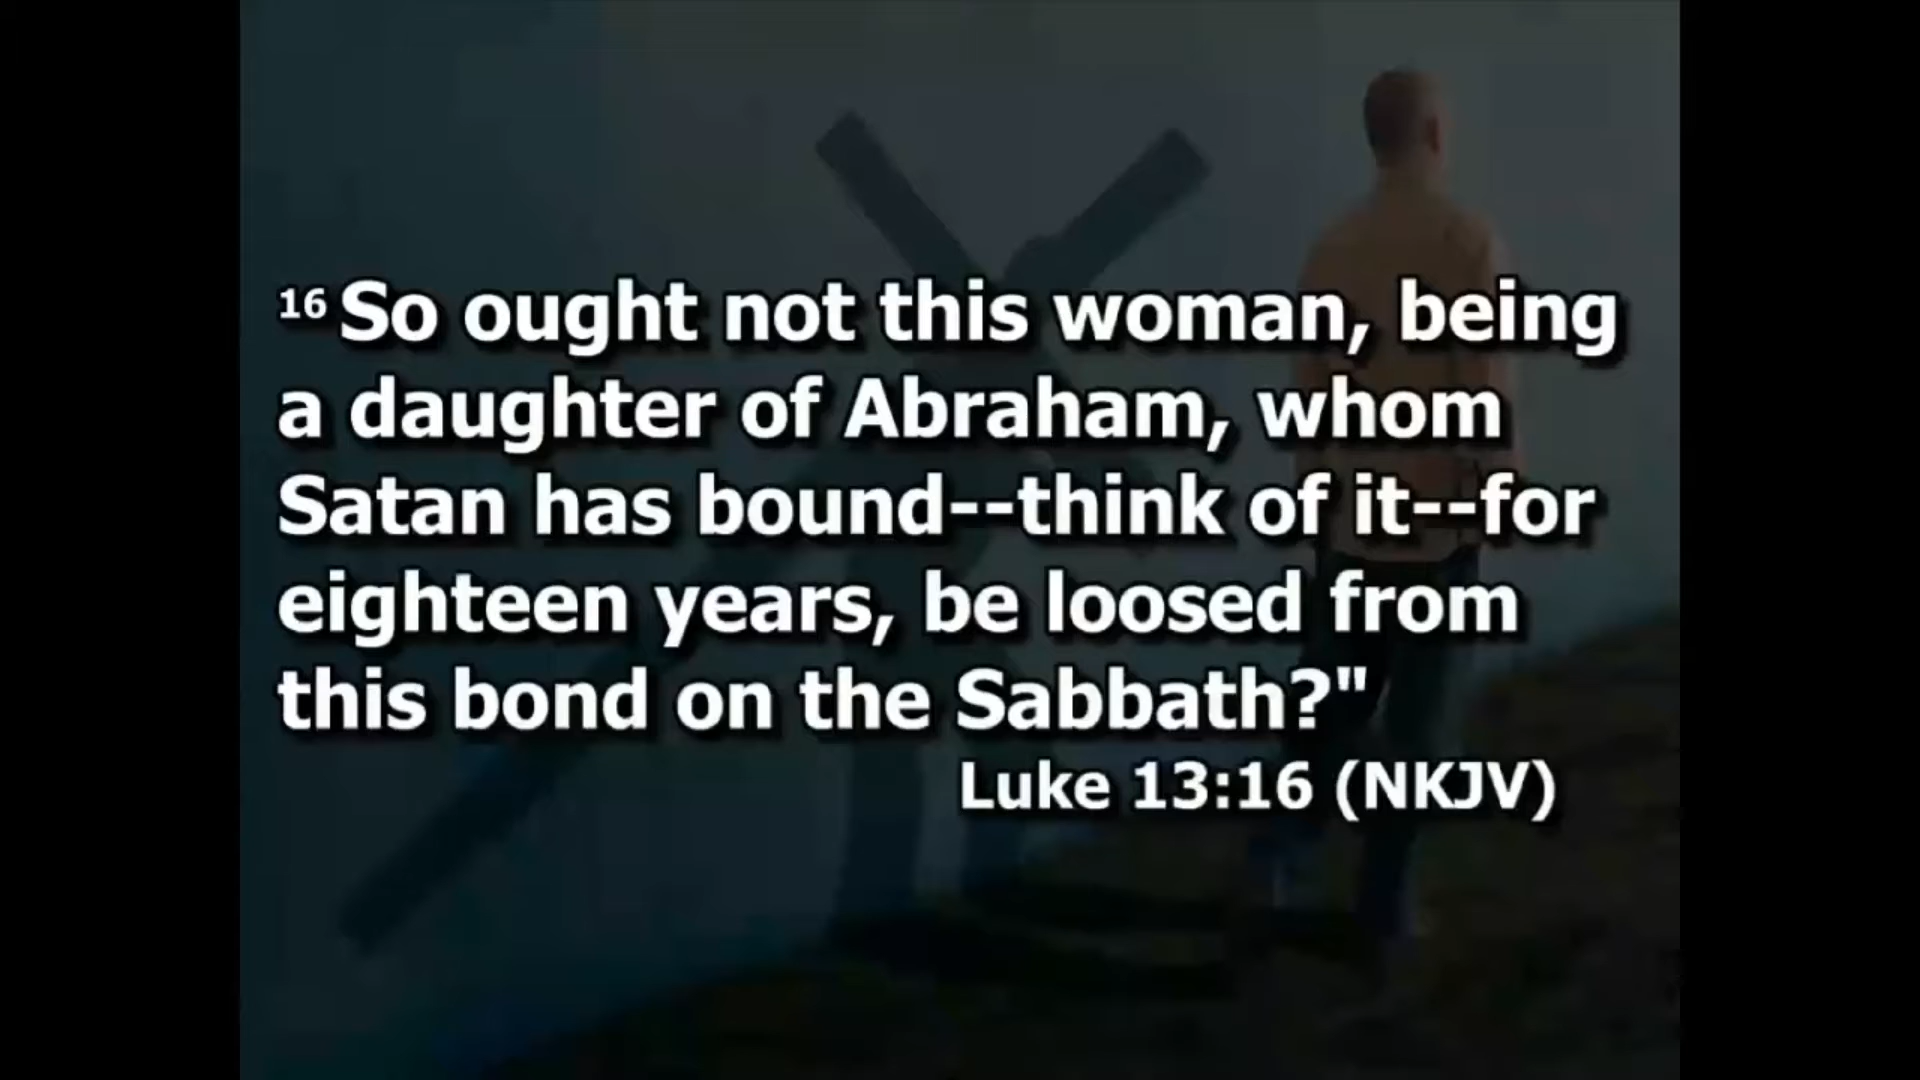 16 So ought not this woman, being
a daughter of Abraham, whom
Satan has bound--think of it--for
eighteen years, be loosed from
this bond on the Sabbath?"
Luke 13:16 (NKJV)